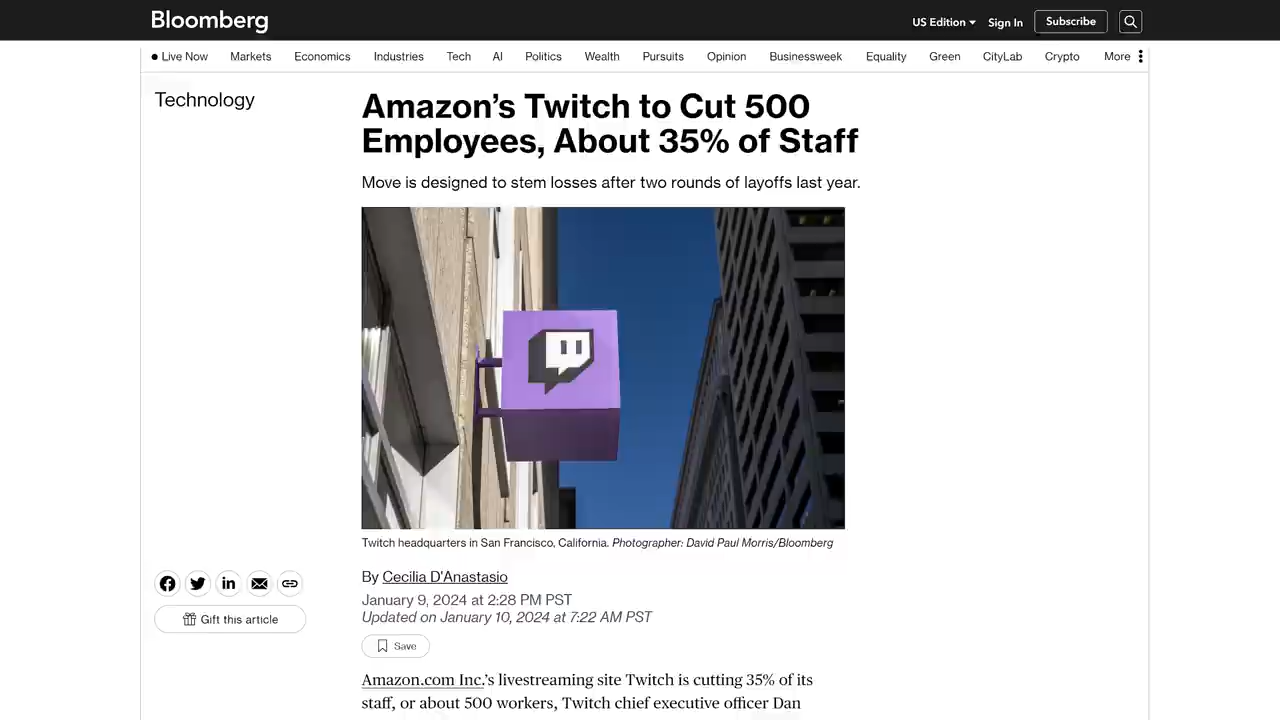 Bloomberg
US Edition
Sign In
Subscribe
Live Now
Markets
Economics
Industries
Tech
AI
Politics
Wealth
Pursuits
Opinion
Businessweek
Equality
Green
CityLab
Crypto
More
Technology
Amazon’s Twitch to Cut 500
Employees, About 35% of Staff
Move is designed to stem losses after two rounds of layoffs last year.
Twitch headquarters in San Francisco, California. Photographer: David Paul Morris/Bloomberg
By Cecilia D'Anastasio
January 9, 2024 at 2:28 PM PST
Updated on January 10, 2024 at 7:22 AM PST
Gift this article
Save
Amazon.com Inc.’s livestreaming site Twitch is cutting 35% of its
staff, or about 500 workers, Twitch chief executive officer Dan